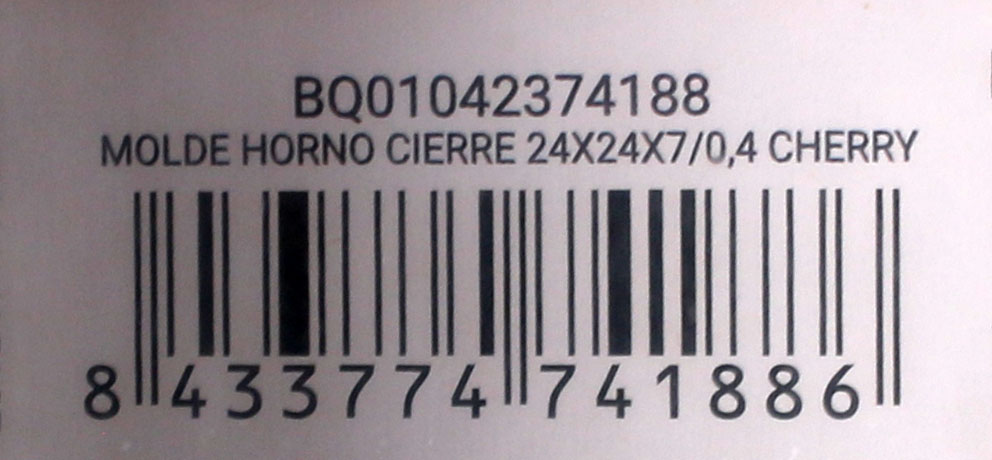 BQ01042374188
MOLDE HORNO CIERRE 24X24X7/0,4 CHERRY
8 433774 741886